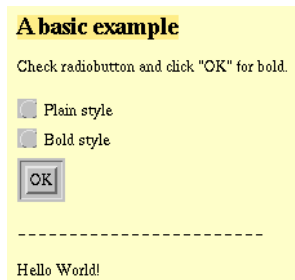 A basic example
Check radiobutton and click "OK" for bold.
Plain style
Bold style
OK
-------------------------
Hello World!